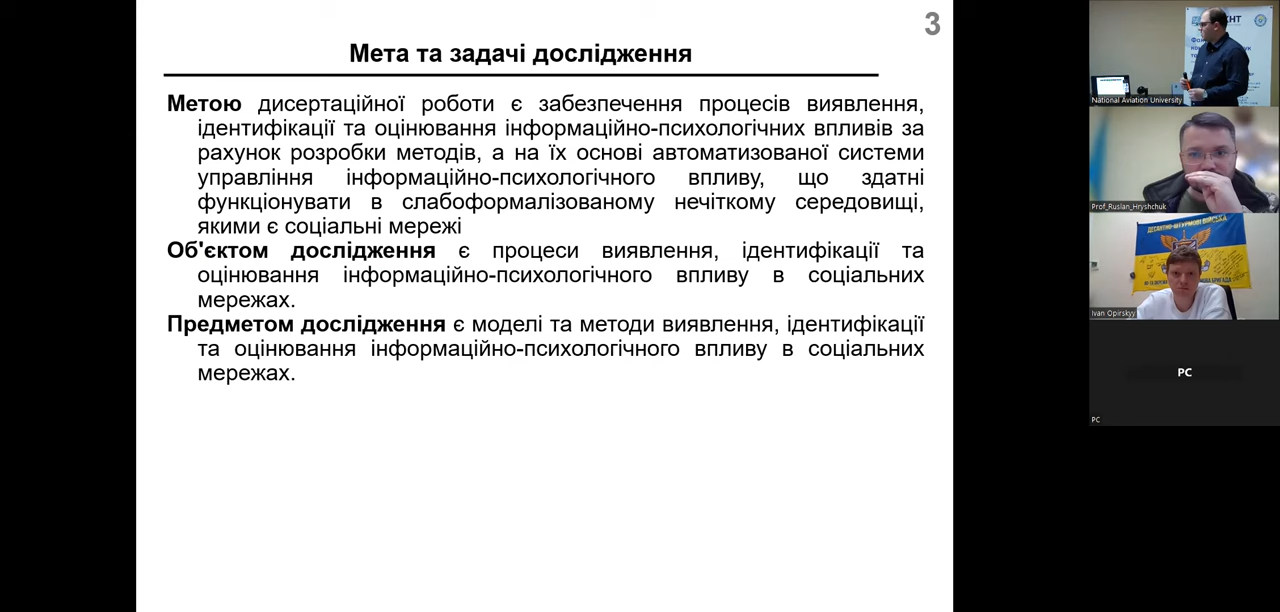 3
Мета та задачі дослідження
Метою дисертаційної роботи є забезпечення процесів виявлення,
ідентифікації та оцінювання інформаційно-психологічних впливів за
рахунок розробки методів, а на їх основі автоматизованої системи
управління інформаційно-психологічного впливу, що здатні
функціонувати в слабоформалізованому нечіткому середовищі,
якими є соціальні мережі
Об'єктом дослідження є процеси виявлення, ідентифікації та
оцінювання інформаційно-психологічного впливу в соціальних
мережах.
Предметом дослідження є моделі та методи виявлення, ідентифікації
та оцінювання інформаційно-психологічного впливу в соціальних
мережах.
National Aviation University
Prof_Ruslan_Hryshchuk
ДЕСАНТНО-ШТУРМОВІ ВІЙСЬКА
Ivan Opirskyy
PC
PC